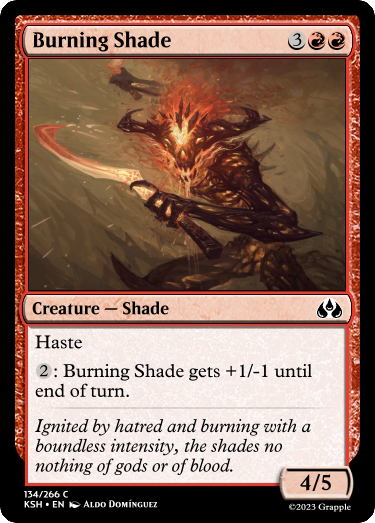 Burning Shade 3
Creature — Shade
Haste
2: Burning Shade gets +1/-1 until
end of turn.
Ignited by hatred and burning with a
boundless intensity, the shades no
nothing of gods or of blood.
4/5
134/266 C
KSH • EN Aldo Domínguez
©2023 Grapple